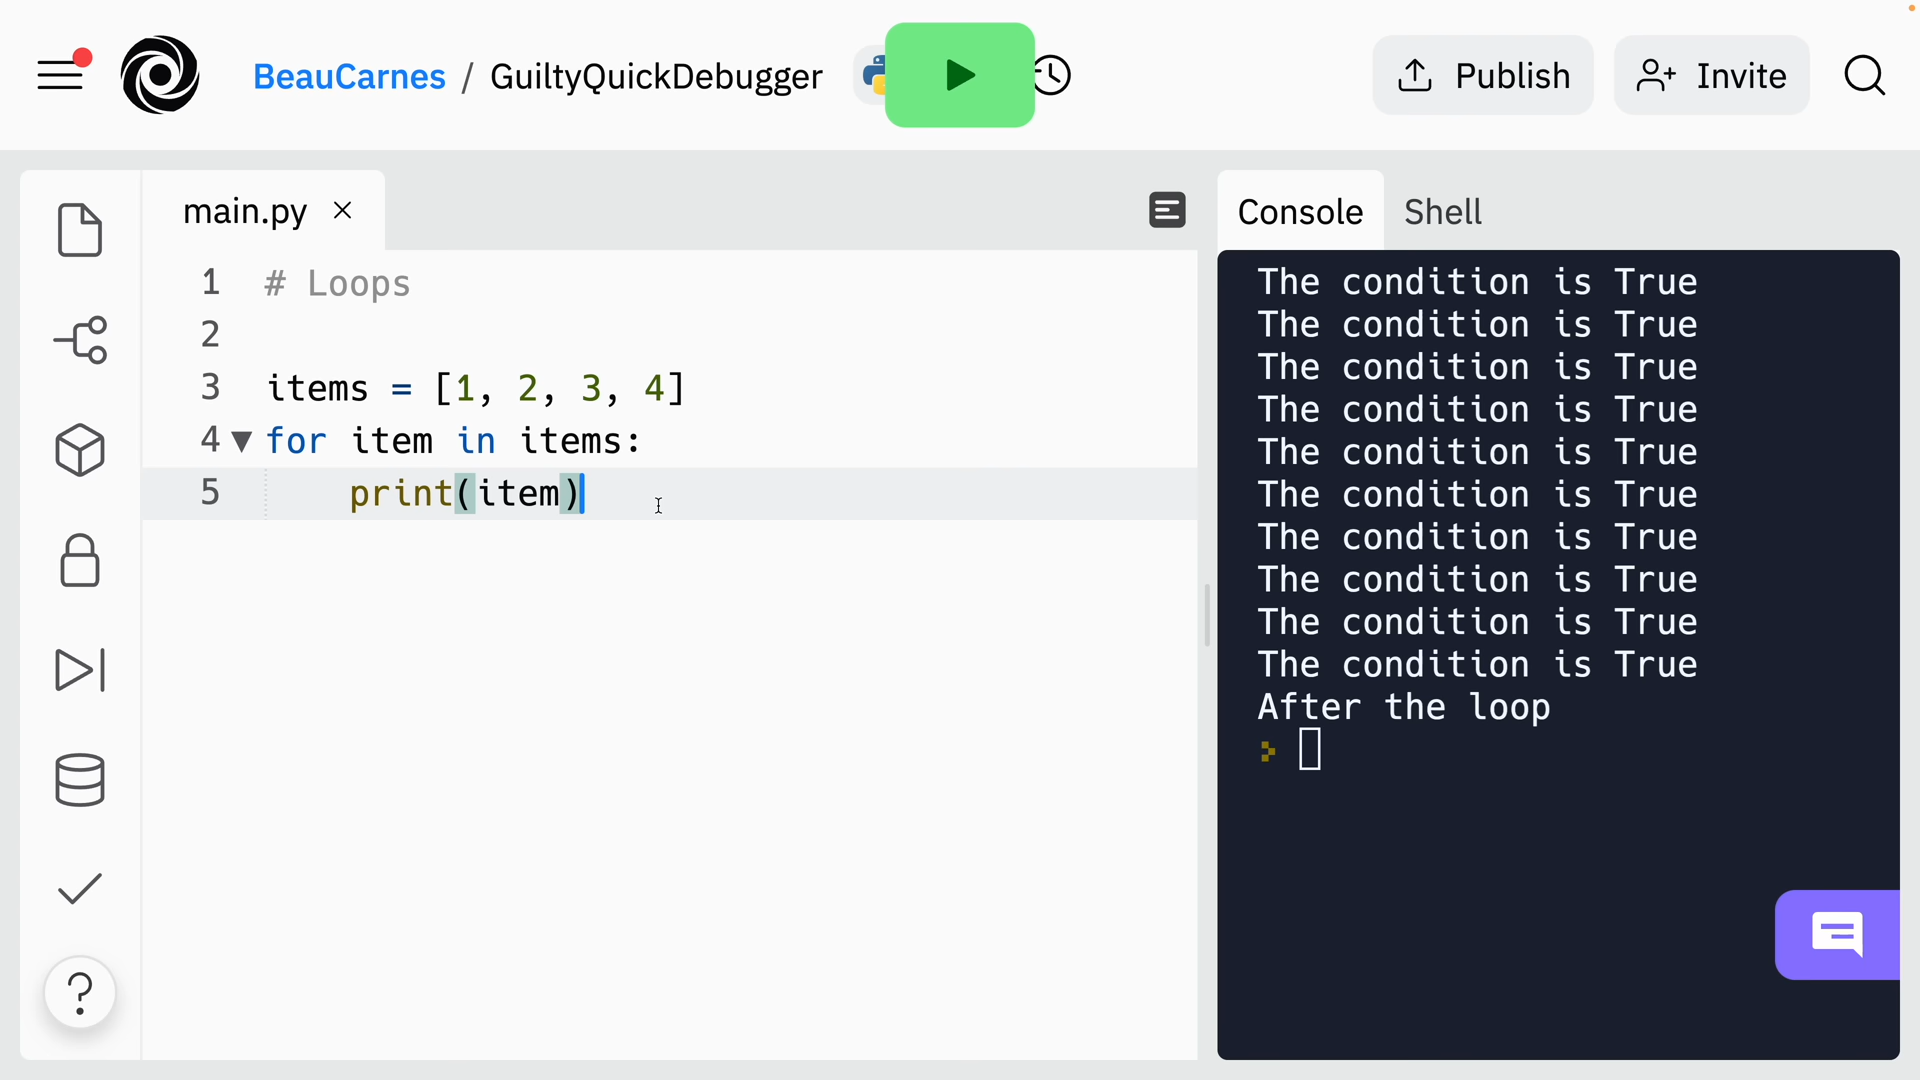 BeauCarnes / GuiltyQuickDebugger
Publish
Invite
main.py
Console
Shell
1 # Loops
2
3 items = [1, 2, 3, 4]
4 for item in items:
5 print(item)
The condition is True
The condition is True
The condition is True
The condition is True
The condition is True
The condition is True
The condition is True
The condition is True
The condition is True
The condition is True
After the loop